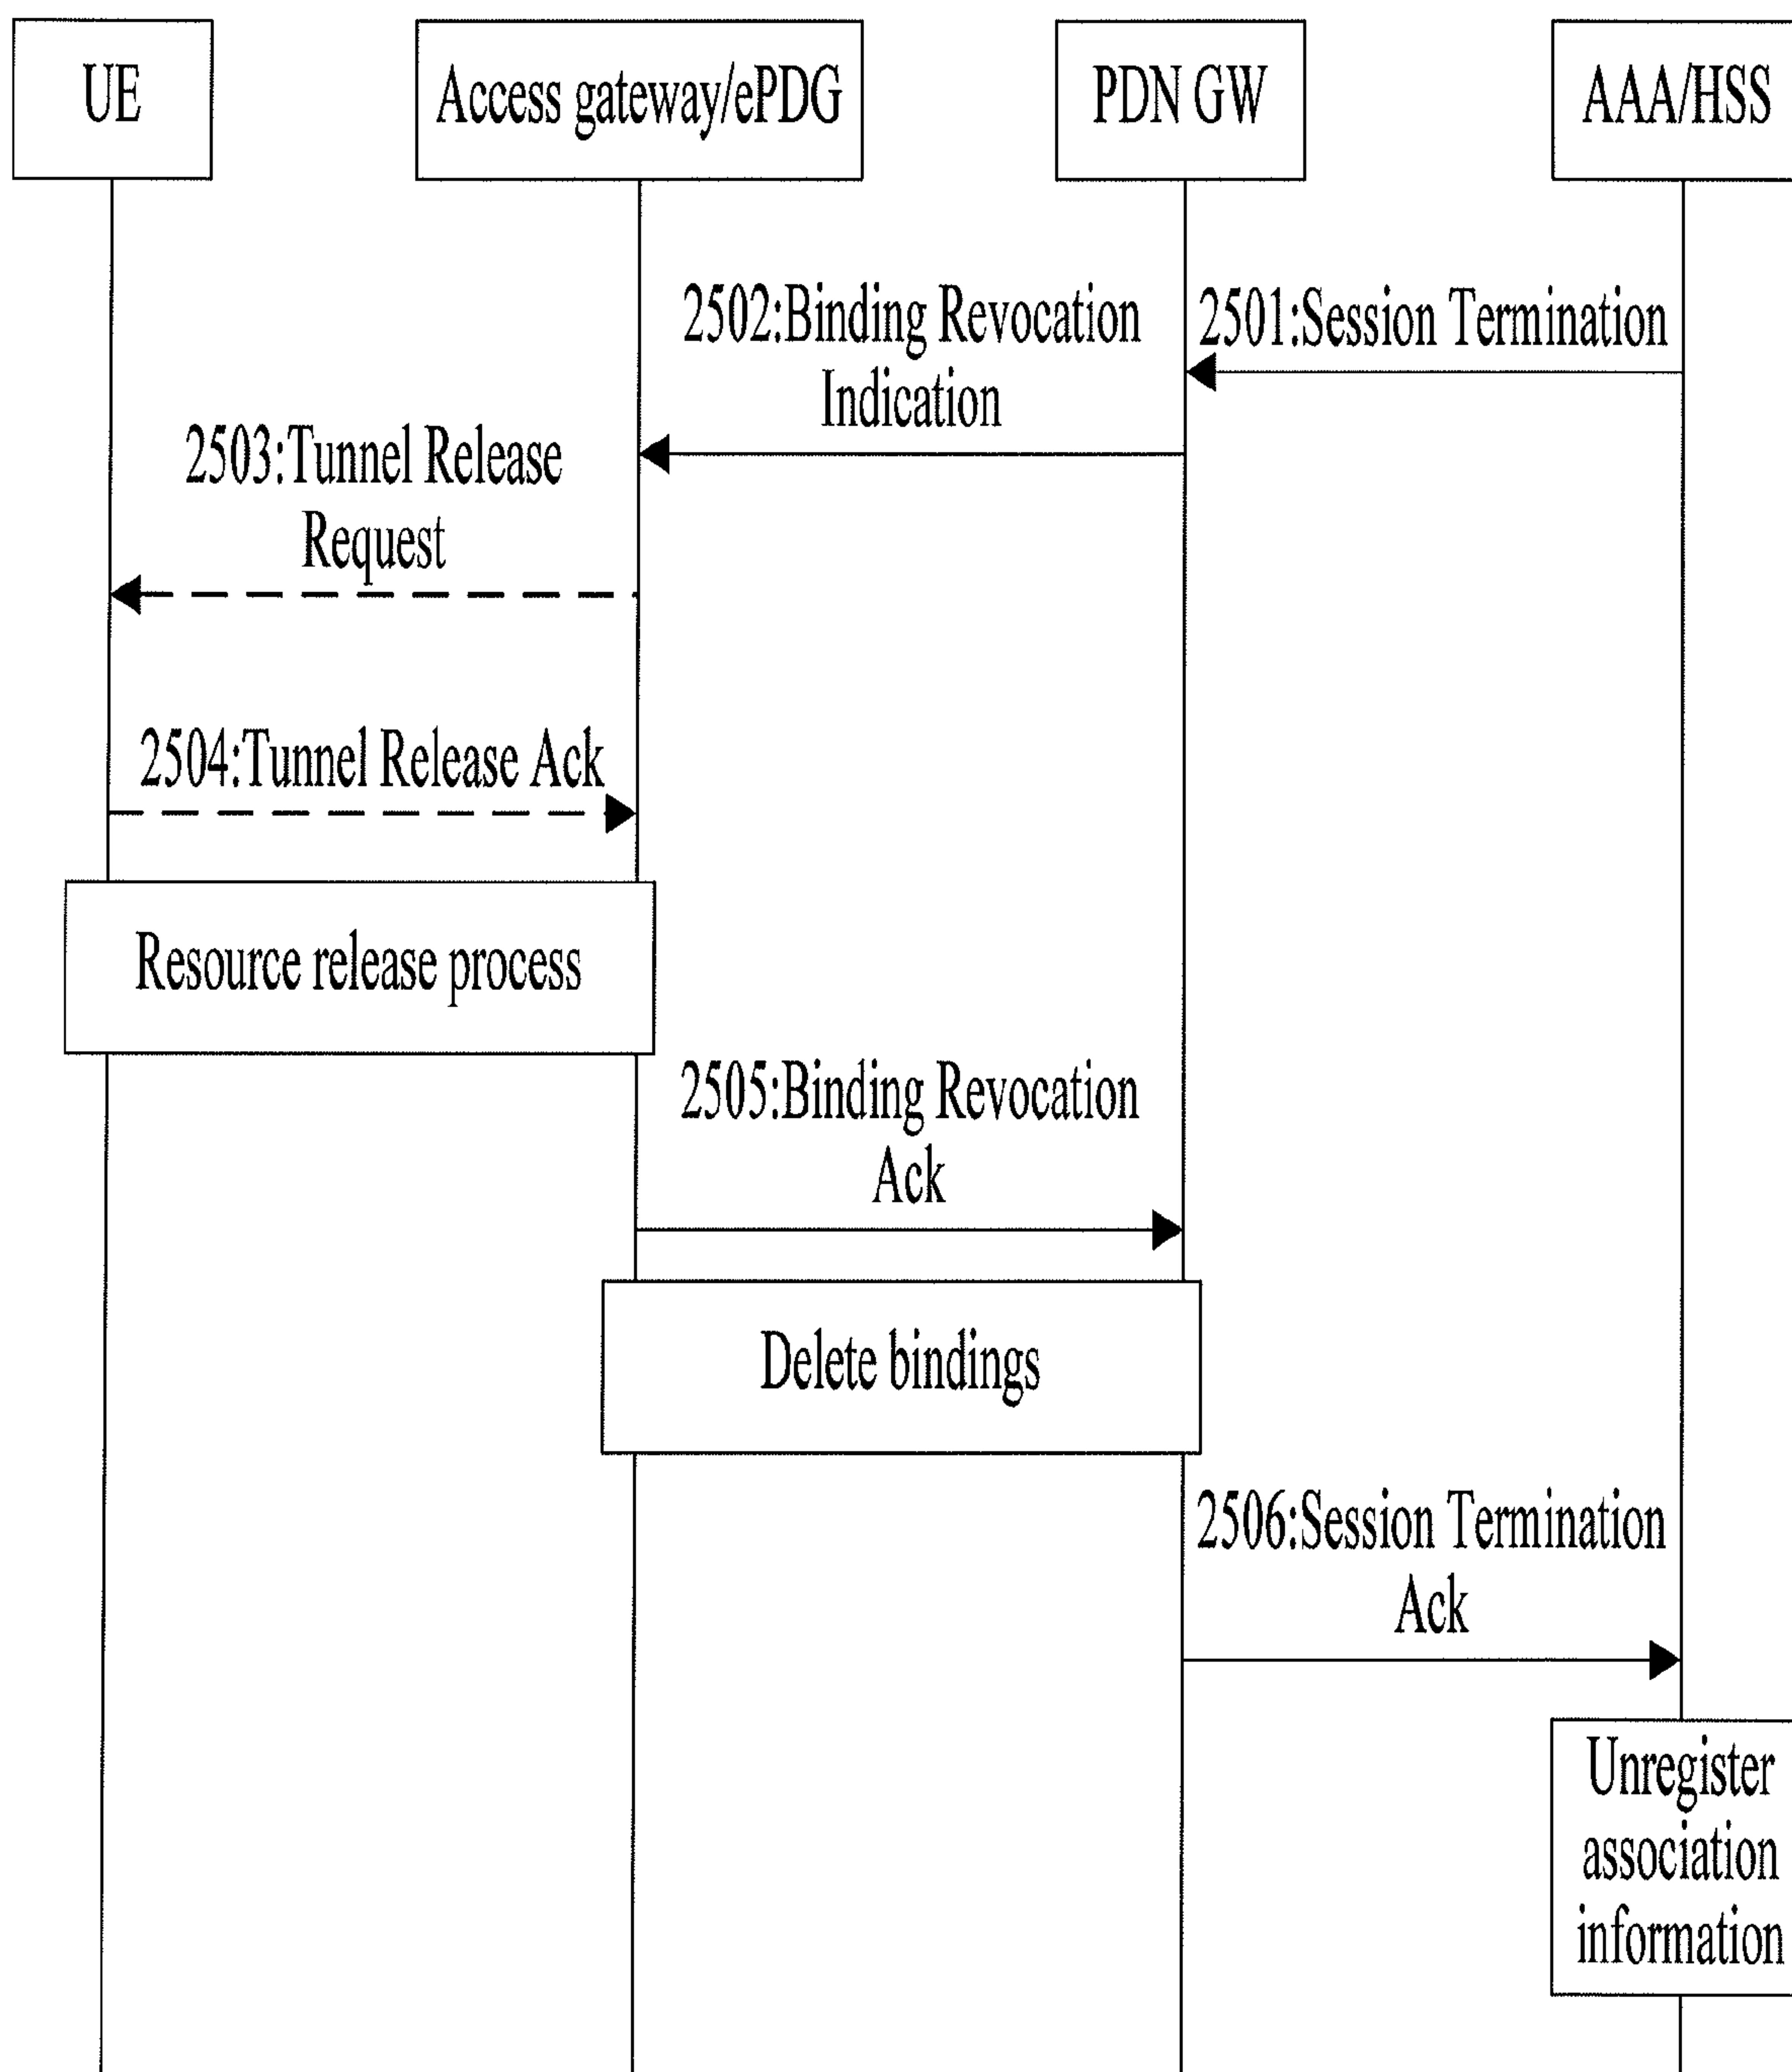 UE
Access gateway/ePDG
PDN GW
AAA/HSS
2501:Session Termination
2502:Binding Revocation
Indication
2503:Tunnel Release
Request
2504:Tunnel Release Ack
Resource release process
2505:Binding Revocation
Ack
Delete bindings
2506:Session Termination
Ack
Unregister
association
information